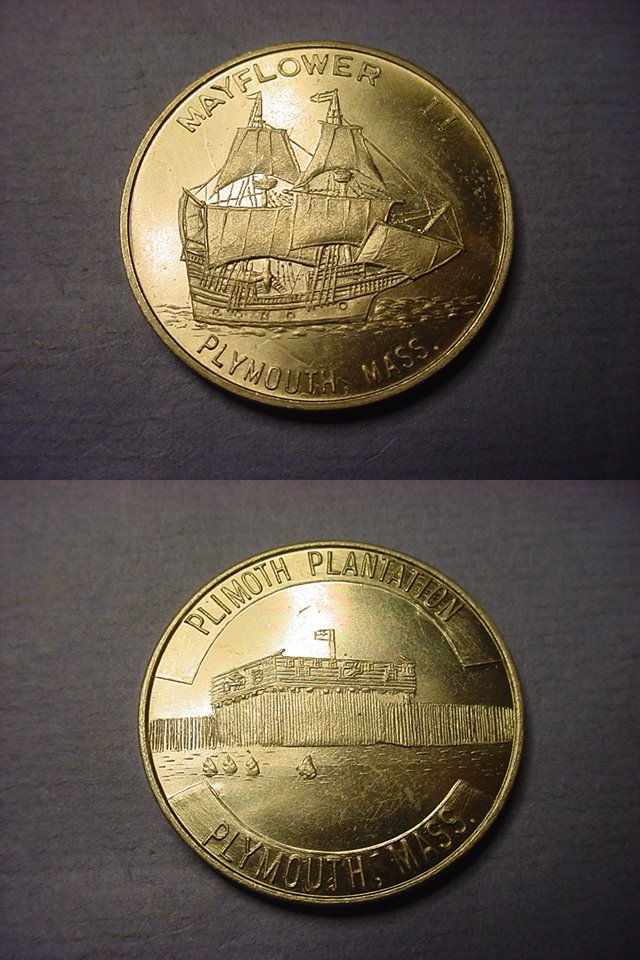 MAYFLOWER II
PLYMOUTH, MASS.
PLIMOTH PLANTATION
PLYMOUTH, MASS.